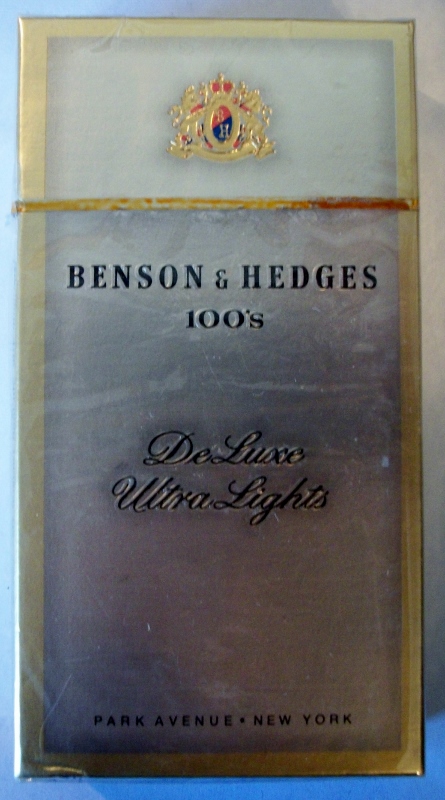 B
H
BENSON & HEDGES
100's
DeLuxe
Ultra Lights
PARK AVENUE • NEW YORK